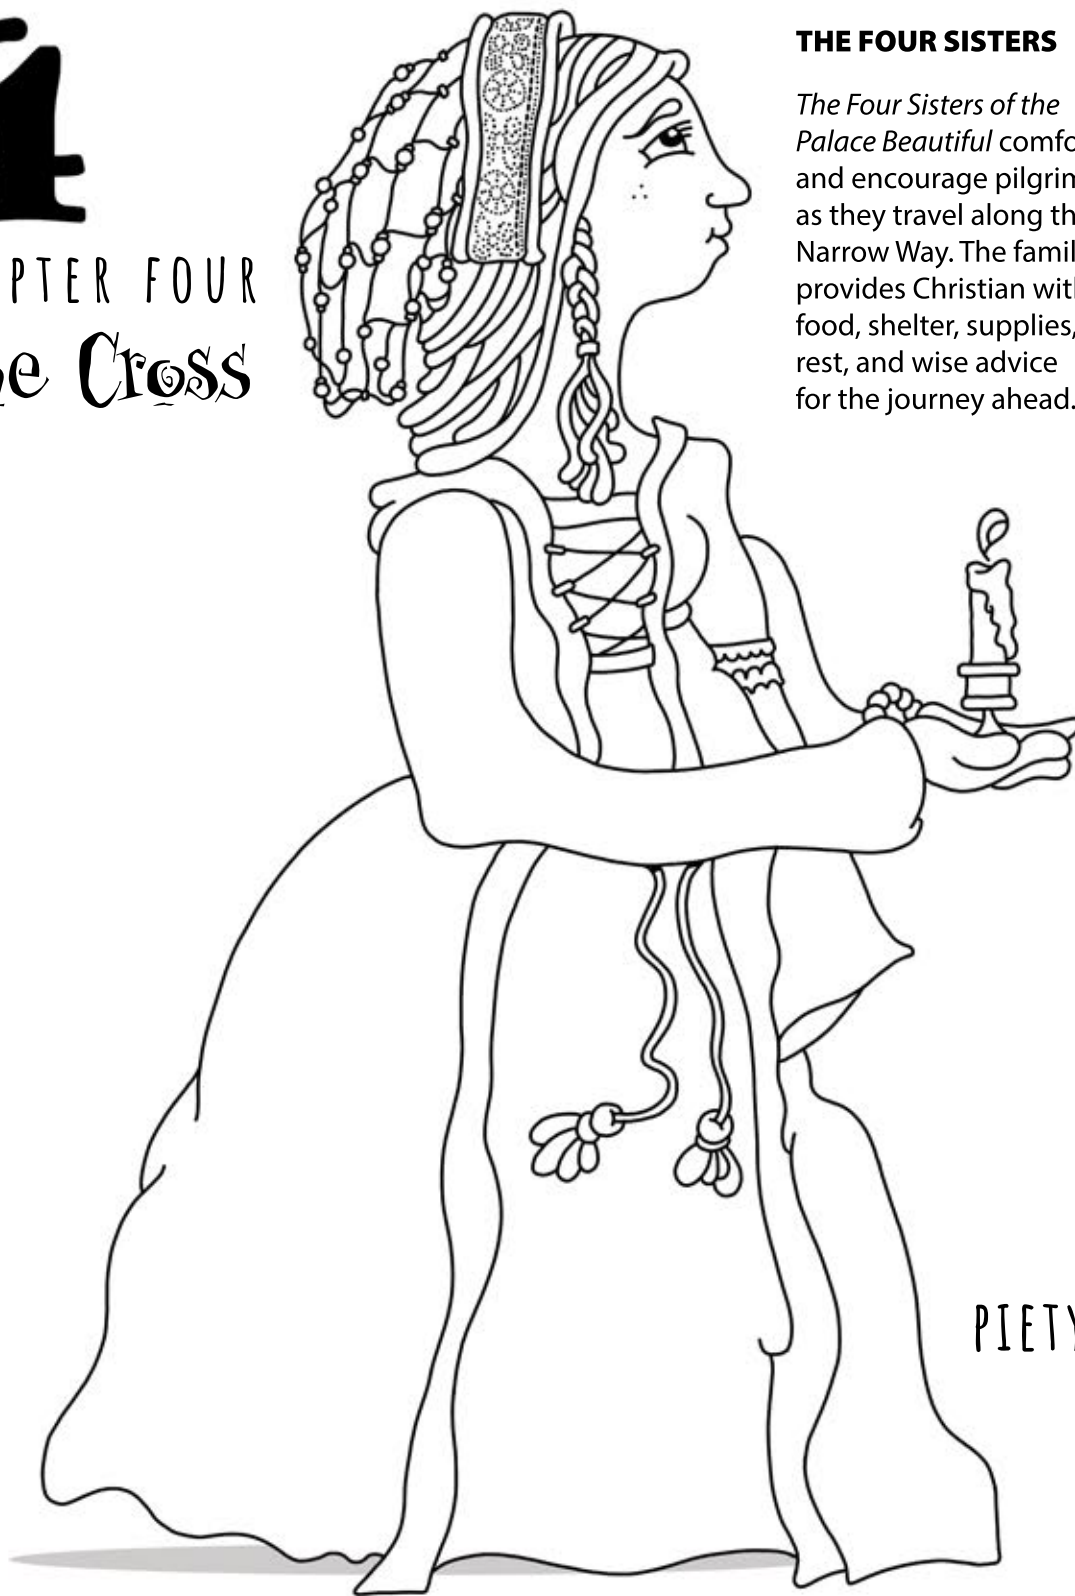 4
PTER FOUR
e Cross
THE FOUR SISTERS
The Four Sisters of the
Palace Beautiful comfo
and encourage pilgrim
as they travel along th
Narrow Way. The famil
provides Christian with
food, shelter, supplies,
rest, and wise advice
for the journey ahead.
PIETY